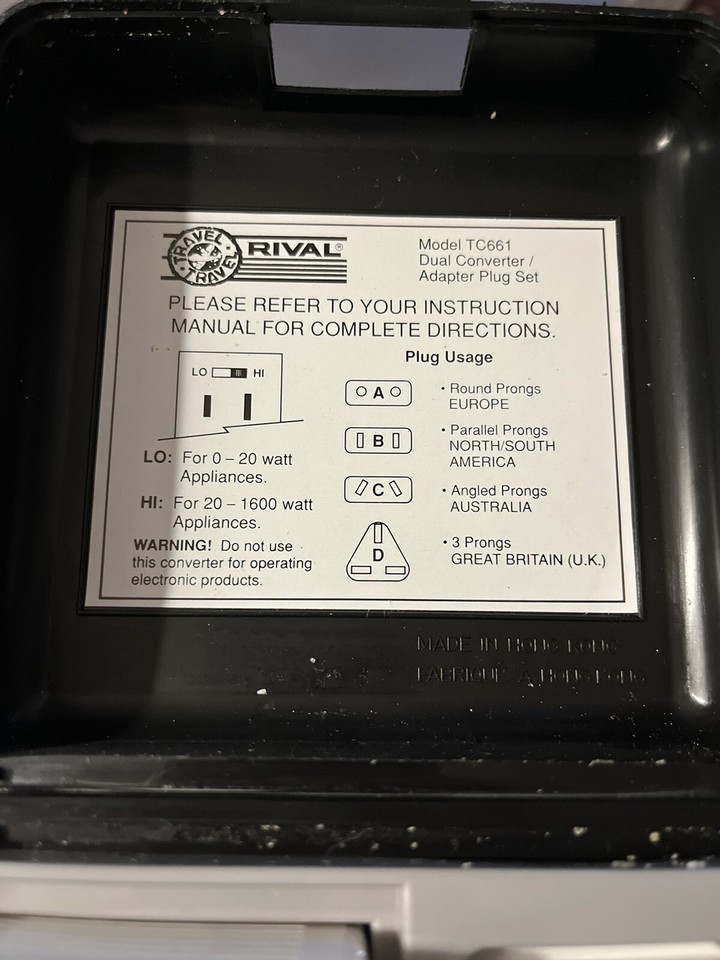 TRAVEL TRAVEL
RIVAL®
Model TC661
Dual Converter /
Adapter Plug Set
PLEASE REFER TO YOUR INSTRUCTION
MANUAL FOR COMPLETE DIRECTIONS.
LO HI
LO: For 0 – 20 watt
Appliances.
HI: For 20 – 1600 watt
Appliances.
WARNING! Do not use
this converter for operating
electronic products.
Plug Usage
A
• Round Prongs
EUROPE
B
• Parallel Prongs
NORTH/SOUTH
AMERICA
C
• Angled Prongs
AUSTRALIA
D
• 3 Prongs
GREAT BRITAIN (U.K.)
MADE IN HONG KONG
FABRIQUÉ À HONG KONG